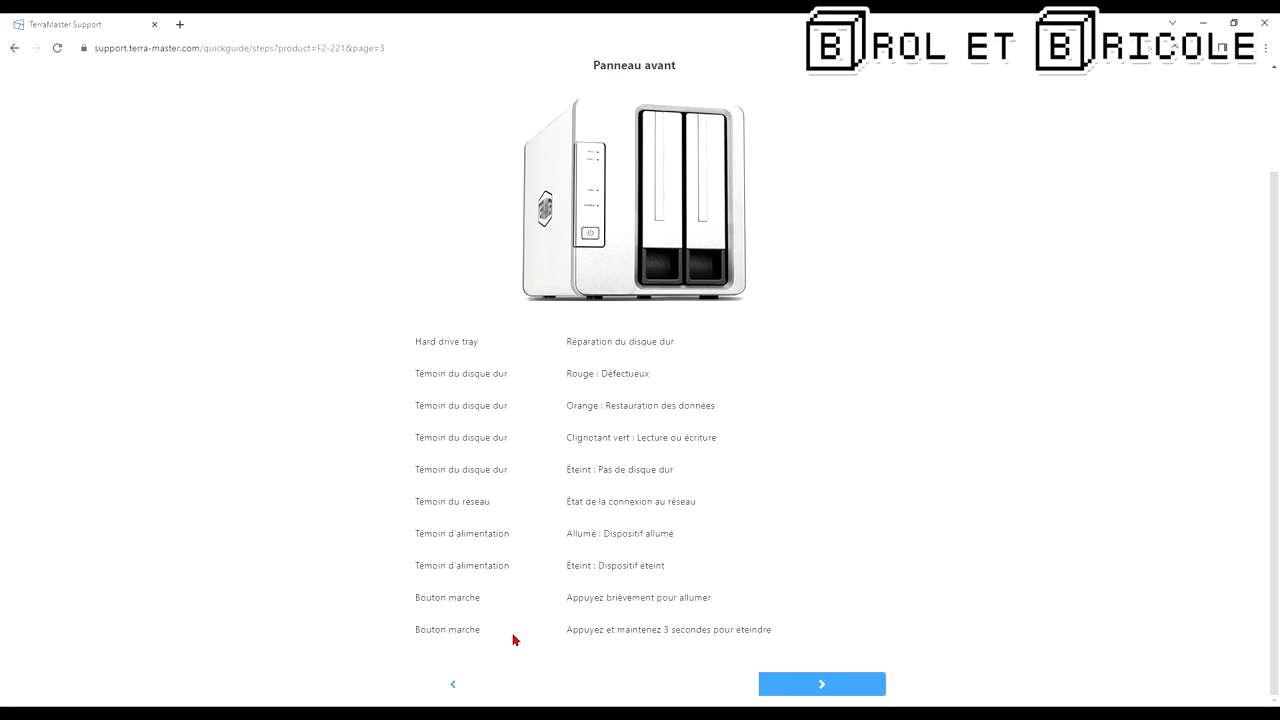 TerraMaster Support
BROL ET BRICOLE
support.terra-master.com/quickguide/steps?product=F2-221&page=3
Panneau avant
Hard drive tray Réparation du disque dur
Témoin du disque dur Rouge : Défectueux
Témoin du disque dur Orange : Restauration des données
Témoin du disque dur Clignotant vert : Lecture ou écriture
Témoin du disque dur Éteint : Pas de disque dur
Témoin du réseau État de la connexion au réseau
Témoin d'alimentation Allumé : Dispositif allumé
Témoin d'alimentation Éteint : Dispositif éteint
Bouton marche Appuyez brièvement pour allumer
Bouton marche Appuyez et maintenez 3 secondes pour éteindre